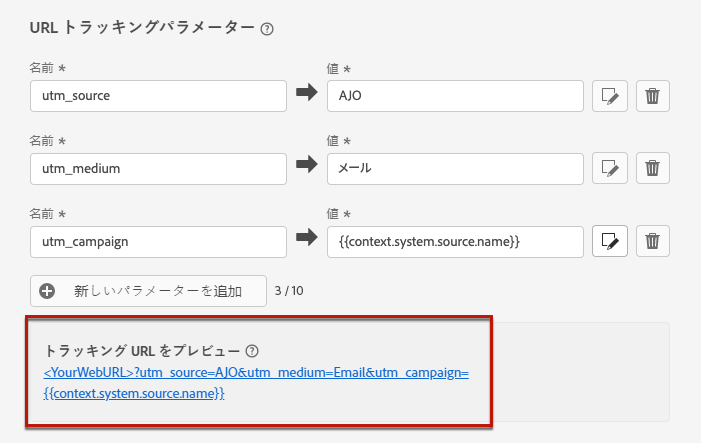 URL トラッキングパラメーター ?
名前 *
値 *
utm_source
AJO
名前 *
値 *
utm_medium
メール
名前 *
値 *
utm_campaign
{{context.system.source.name}}
新しいパラメーターを追加 3 / 10
トラッキング URL をプレビュー ?
<YourWebURL>?utm_source=AJO&utm_medium=Email&utm_campaign=
{{context.system.source.name}}